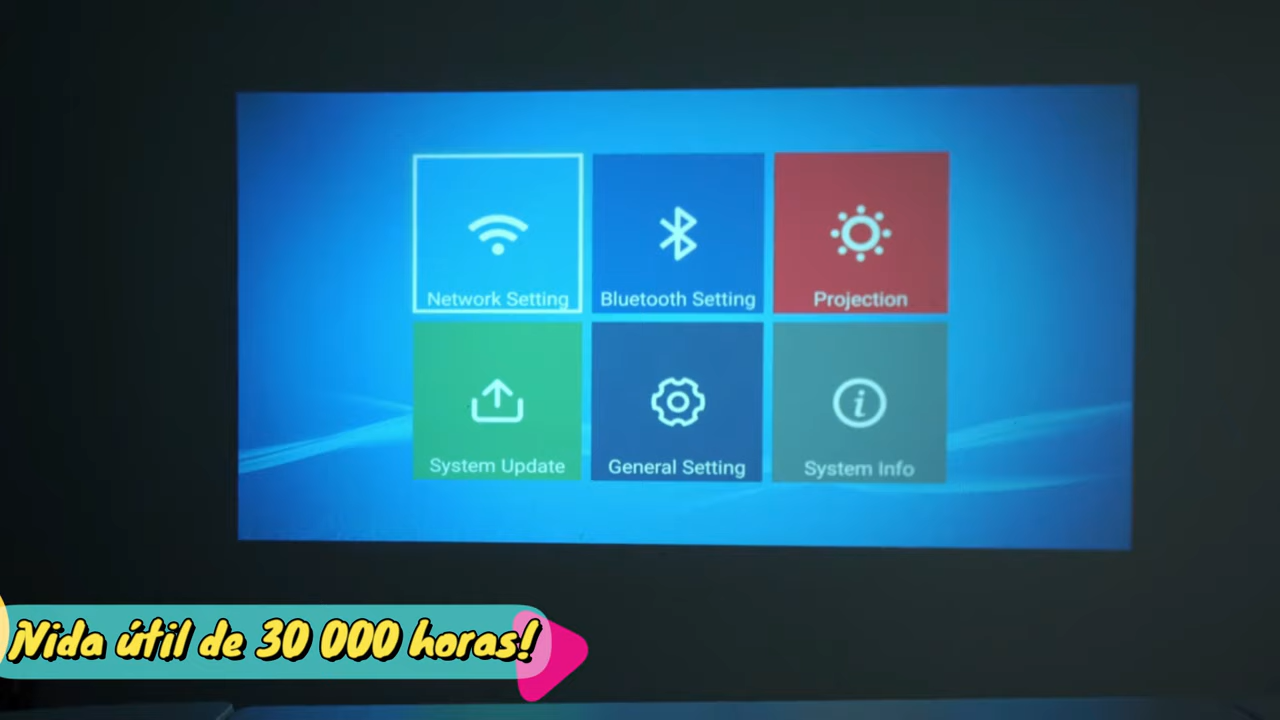 Network Setting
Bluetooth Setting
Projection
System Update
General Setting
System Info
¡Vida útil de 30 000 horas!